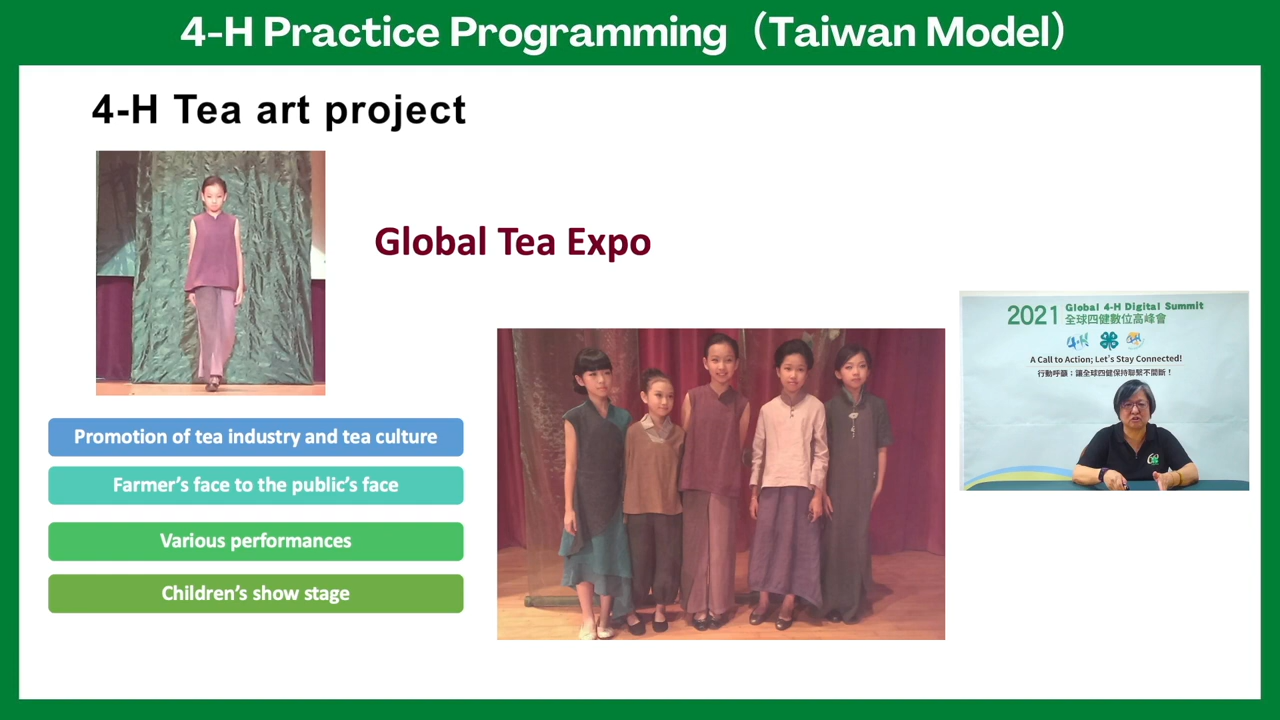 4-H Practice Programming（Taiwan Model）
4-H Tea art project
Global Tea Expo
Promotion of tea industry and tea culture
Farmer's face to the public's face
Various performances
Children's show stage
2021 Global 4-H Digital Summit
全球四健數位高峰會
A Call to Action; Let's Stay Connected!
行動呼籲；讓全球四健保持聯繫不間斷！